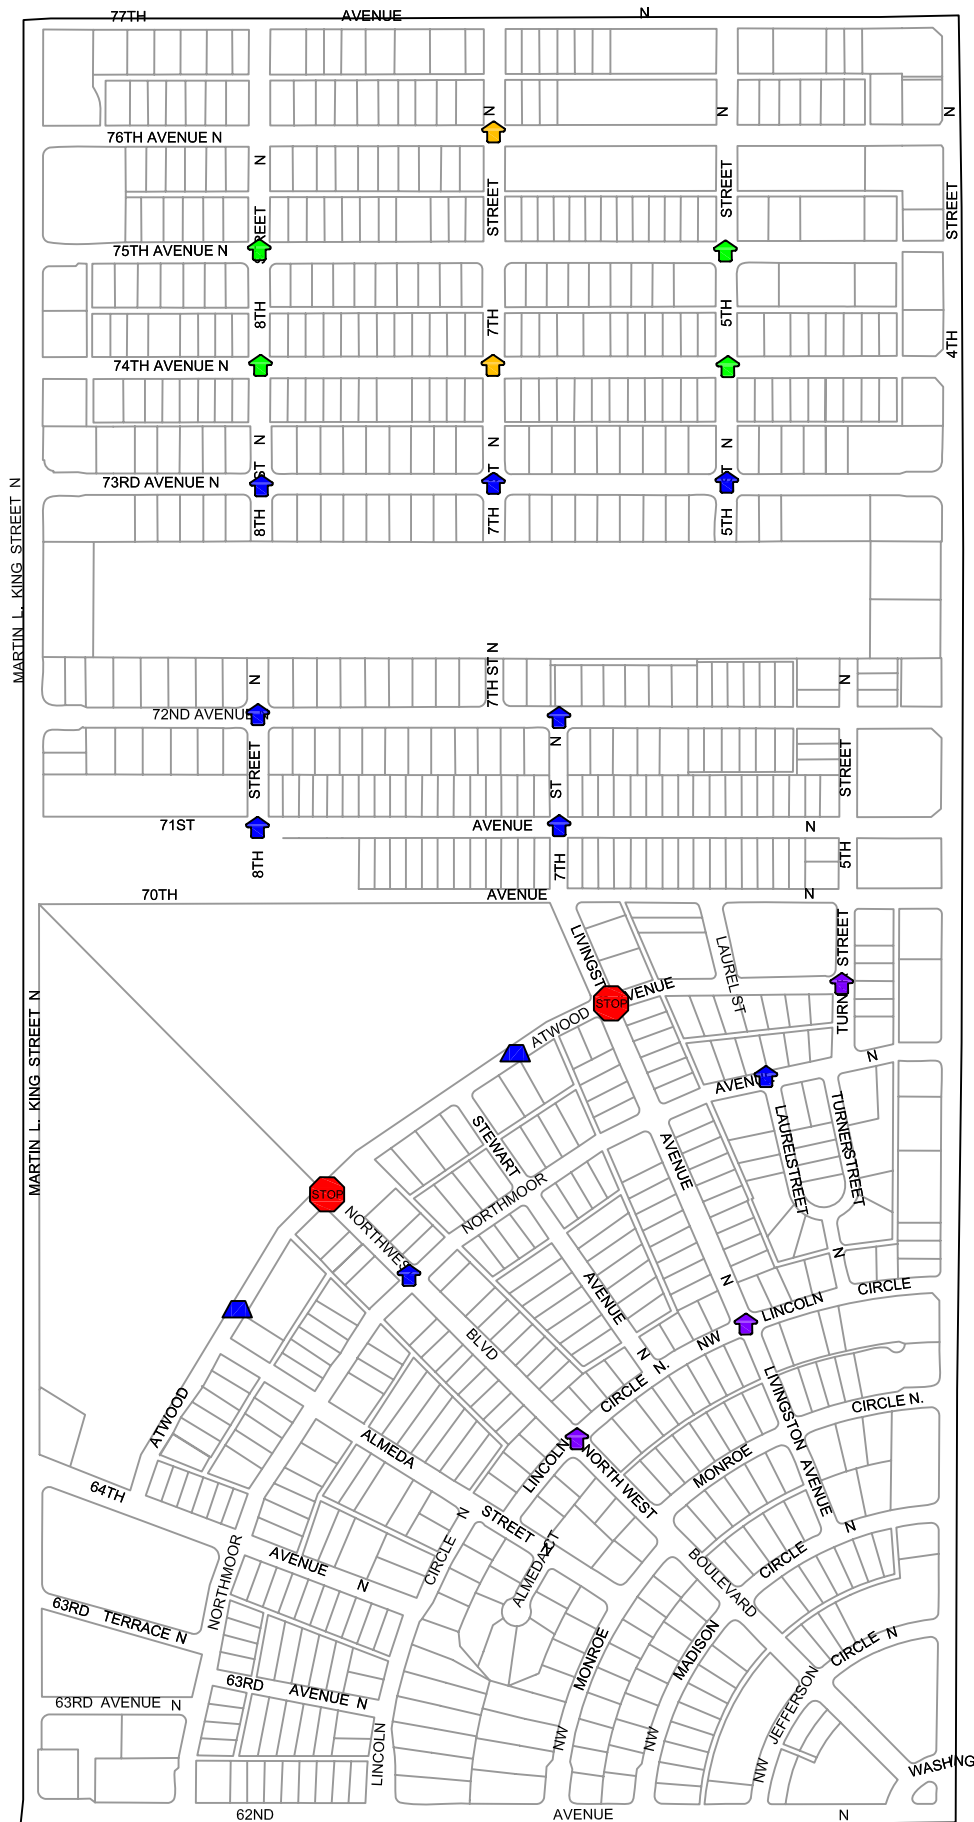 77TH AVENUE N
N N N
76TH AVENUE N
N
STREET STREET STREET STREET
75TH AVENUE N
8TH 7TH 5TH 4TH
74TH AVENUE N
ST N ST N ST N
73RD AVENUE N
8TH 7TH 5TH
MARTIN L. KING STREET N
7TH ST N
N N
72ND AVENUE
N
STREET ST STREET
71ST AVENUE N
8TH 7TH 5TH
70TH AVENUE N
LIVINGST
LAUREL ST
STREET
TURN
ATWOOD AVENUE
STOP
MARTIN L. KING STREET N
AVENUE N
STEWART
AVENUE
LAUREL STREET
TURNER STREET
STOP
NORTHMOOR
NORTHWES
N
N
AVENUE
BLVD
N
CIRCLE N. NW LINCOLN CIRCLE
ATWOOD
ALMEDA
LINCOLN
NORTH WEST
MONROE
LIVINGSTON AVENUE
CIRCLE N.
64TH
STREET N
CIRCLE N
ALMEDA CT
N
NORTHMOOR
AVENUE N
BOULEVARD
CIRCLE
63RD TERRACE N
MONROE
MADISON
CIRCLE N
63RD AVENUE N
63RD AVENUE N
LINCOLN
NW
NW
NW JEFFERSON
WASHNG
62ND AVENUE N